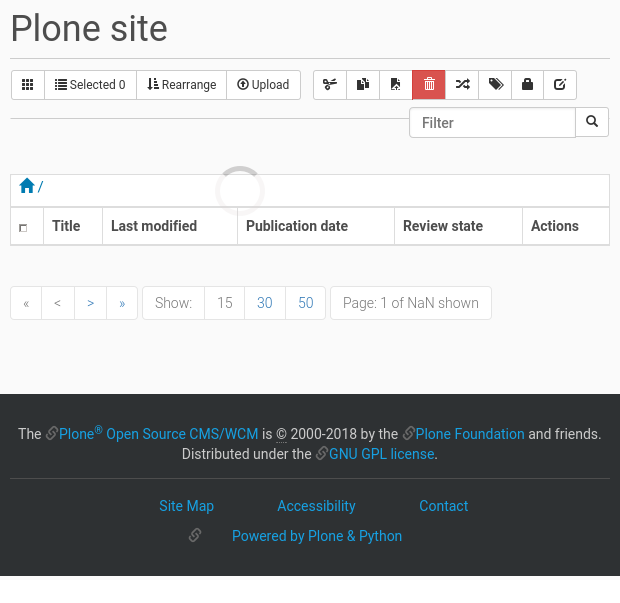 Plone site
Selected 0 Rearrange Upload
Filter
/
Title Last modified Publication date Review state Actions
« < > » Show: 15 30 50 Page: 1 of NaN shown
The Plone® Open Source CMS/WCM is © 2000-2018 by the Plone Foundation and friends.
Distributed under the GNU GPL license.
Site Map Accessibility Contact
Powered by Plone & Python